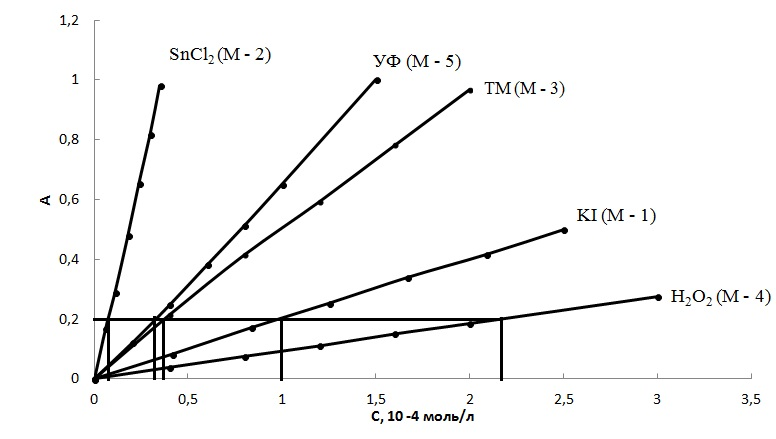 1,2
1
0,8
0,6
0,4
0,2
0
A
SnCl₂ (M - 2)
УФ (M - 5)
ТМ (M - 3)
KI (M - 1)
H₂O₂ (M - 4)
0 0,5 1 1,5 2 2,5 3 3,5
С, 10 -4 моль/л